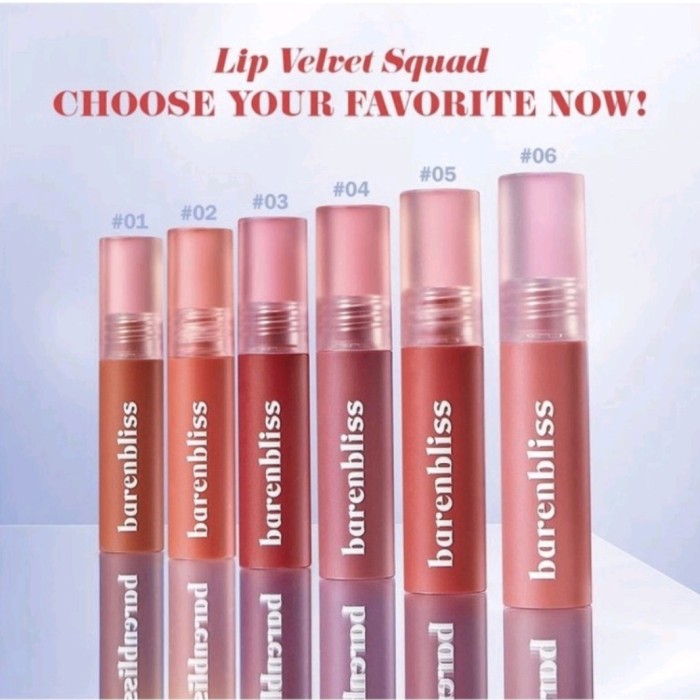 Lip Velvet Squad
CHOOSE YOUR FAVORITE NOW!
#01
#02
#03
#04
#05
#06
barenbliss
barenbliss
barenbliss
barenbliss
barenbliss
barenbliss